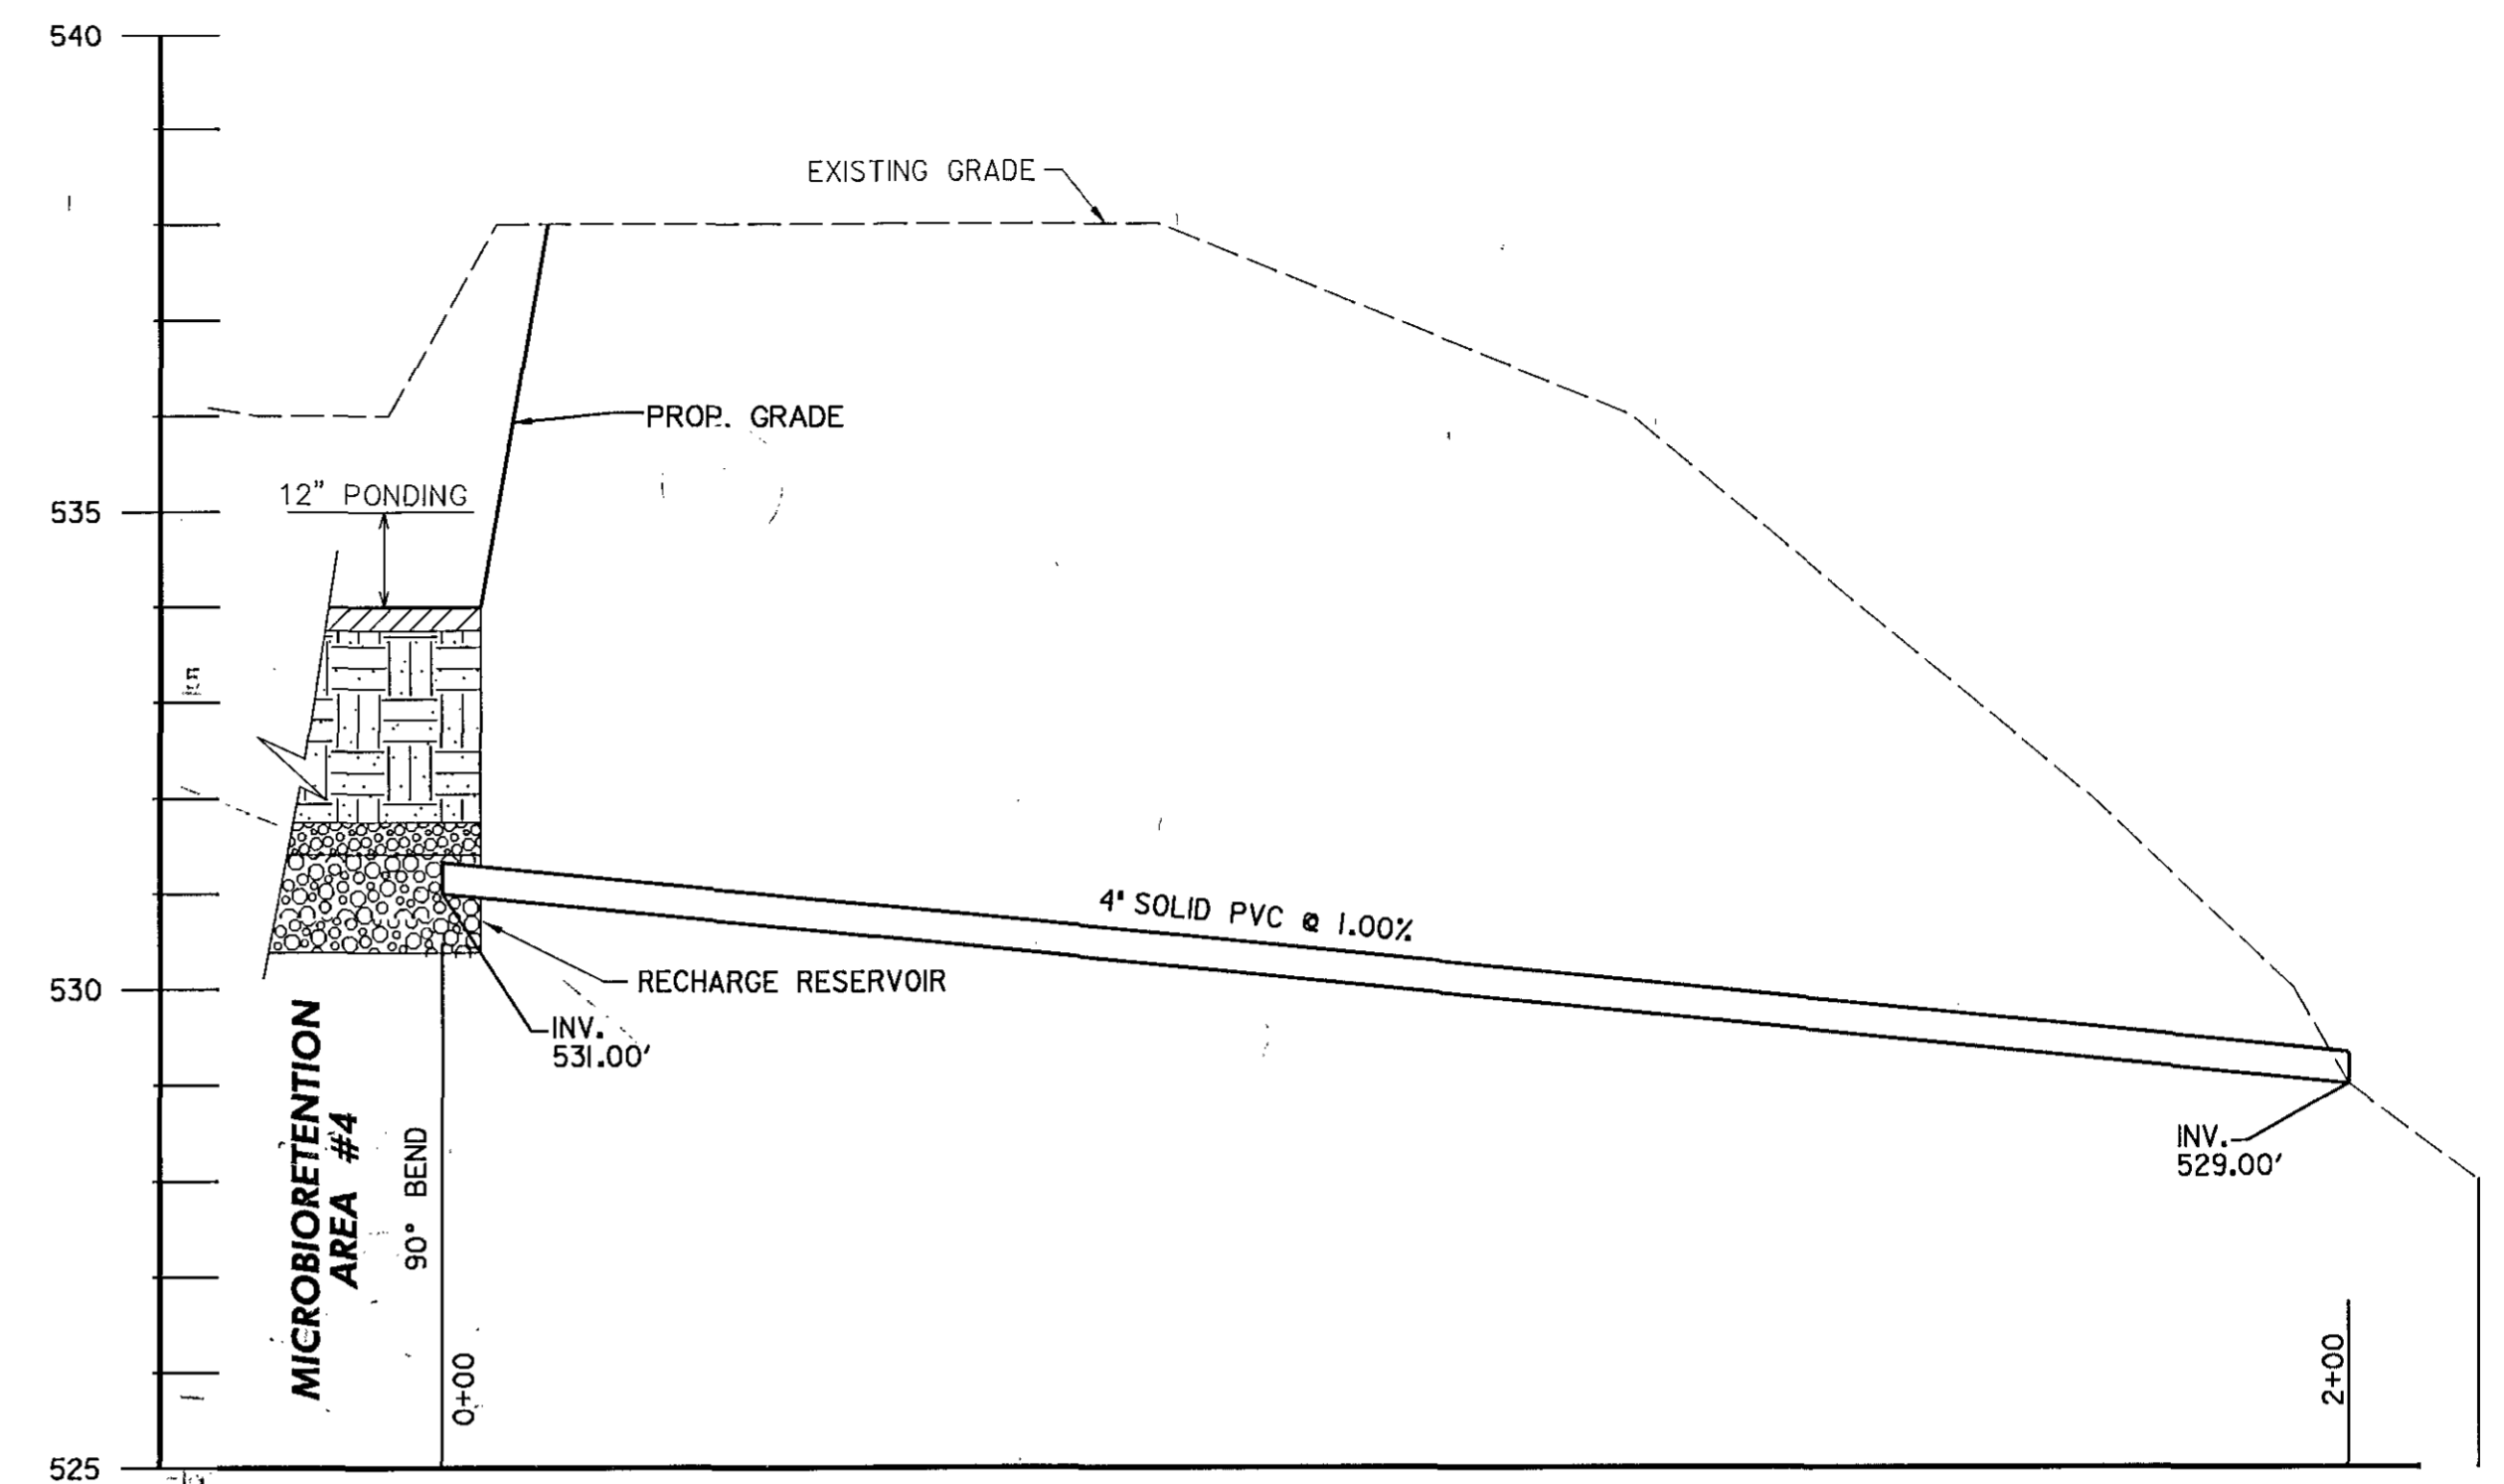 540
EXISTING GRADE
PROP. GRADE
12" PONDING
535
4" SOLID PVC @ 1.00%
RECHARGE RESERVOIR
530
INV.
531.00'
MICROBIORETENTION
AREA #4
90° BEND
INV.
529.00'
0+00
2+00
525